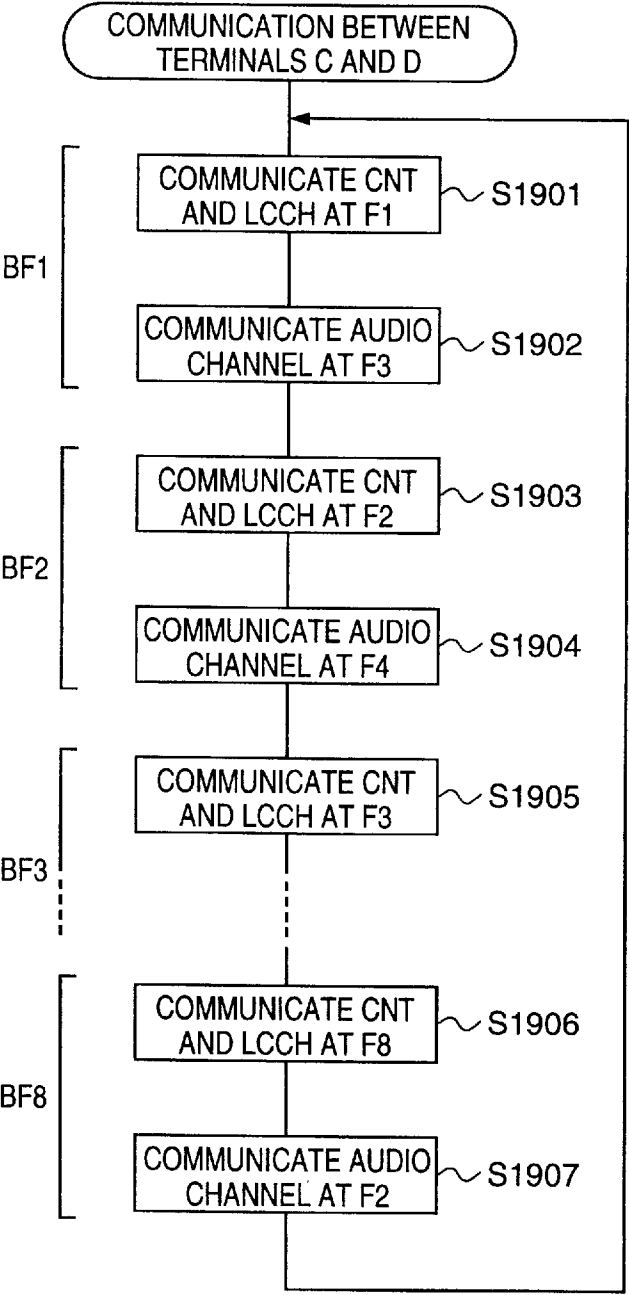 COMMUNICATION BETWEEN
TERMINALS C AND D
BF1
COMMUNICATE CNT
AND LCCH AT F1
S1901
COMMUNICATE AUDIO
CHANNEL AT F3
S1902
BF2
COMMUNICATE CNT
AND LCCH AT F2
S1903
COMMUNICATE AUDIO
CHANNEL AT F4
S1904
BF3
COMMUNICATE CNT
AND LCCH AT F3
S1905
BF8
COMMUNICATE CNT
AND LCCH AT F8
S1906
COMMUNICATE AUDIO
CHANNEL AT F2
S1907